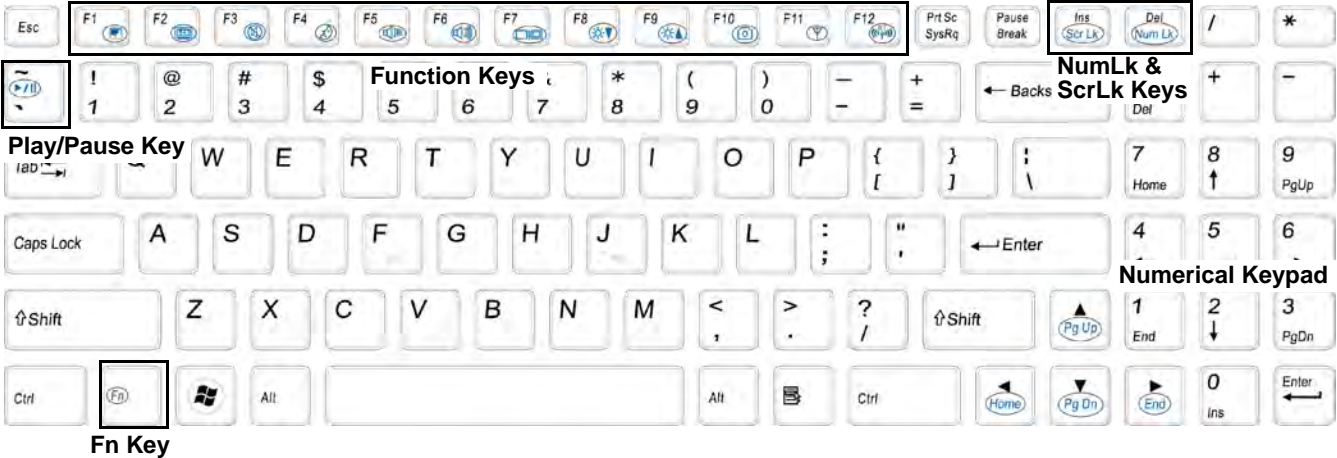 Esc F1 F2 F3 F4 F5 F6 F7 F8 F9 F10 F11 F12 Prt Sc Pause Ins Del / *
SysRq Break Scr Lk Num Lk
~ ! @ # $ Function Keys * ( ) — + NumLk & + -
` 1 2 3 4 5 6 7 8 9 0 - = ← Backs ScrLk Keys
Del
Play/Pause Key W E R T Y U I O P { } ¦ 7 8 9
Tab [ ] \ Home ↑ PgUp
Caps Lock A S D F G H J K L : " ←Enter 4 5 6
; '
Numerical Keypad
⇧Shift Z X C V B N M < > ? ⇧Shift ▲ 1 2 3
, . / Pg Up End ↓ PgDn
Ctrl Fn Alt Alt Ctrl ◄ ▼ ► 0 Enter
Home Pg Dn End Ins
Fn Key